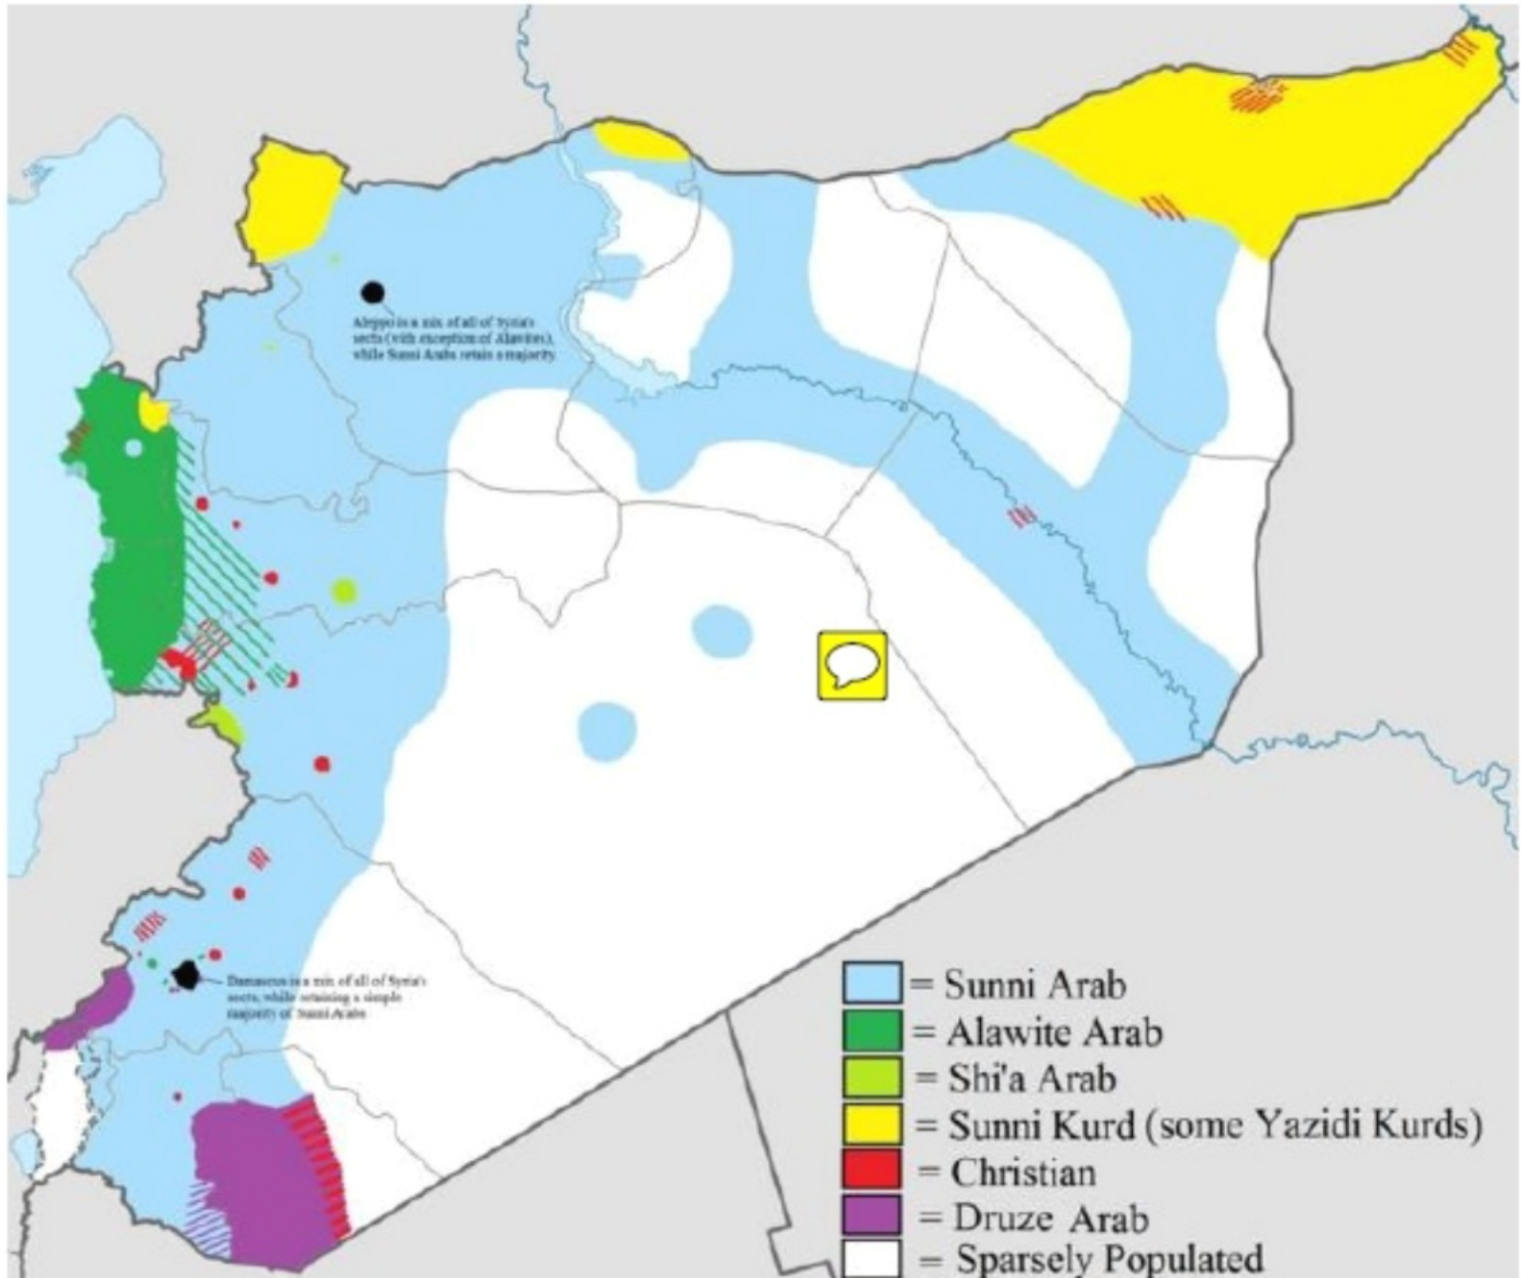 Aleppo is a mix of all of Syria's
sects (with exception of Alawites),
while Sunni Arabs retain a majority
Damascus is a mix of all of Syria's
sects, while retaining a simple
majority of Sunni Arabs
= Sunni Arab
= Alawite Arab
= Shi'a Arab
= Sunni Kurd (some Yazidi Kurds)
= Christian
= Druze Arab
= Sparsely Populated